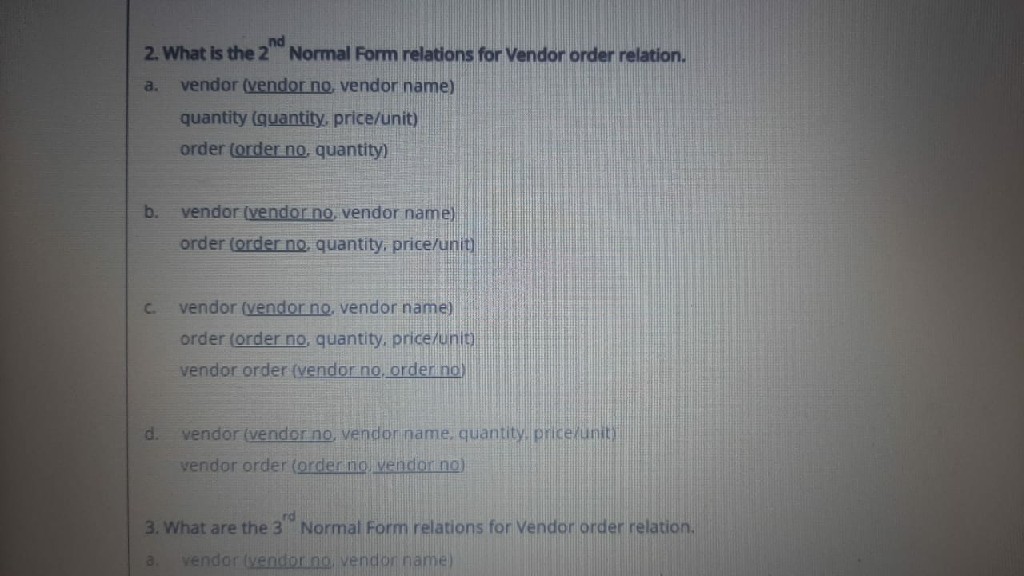 2. What is the 2nd Normal Form relations for Vendor order relation.
a. vendor (vendor no, vendor name)
quantity (quantity, price/unit)
order (order no, quantity)
b. vendor (vendor no, vendor name)
order (order no, quantity, price/unit)
c. vendor (vendor no, vendor name)
order (order no, quantity, price/unit)
vendor order (vendor no, order no)
d. vendor (vendor no, vendor name, quantity, price/unit)
vendor order (order no, vendor no)
3. What are the 3rd Normal Form relations for Vendor order relation.
a. vendor (vendor no, vendor name)